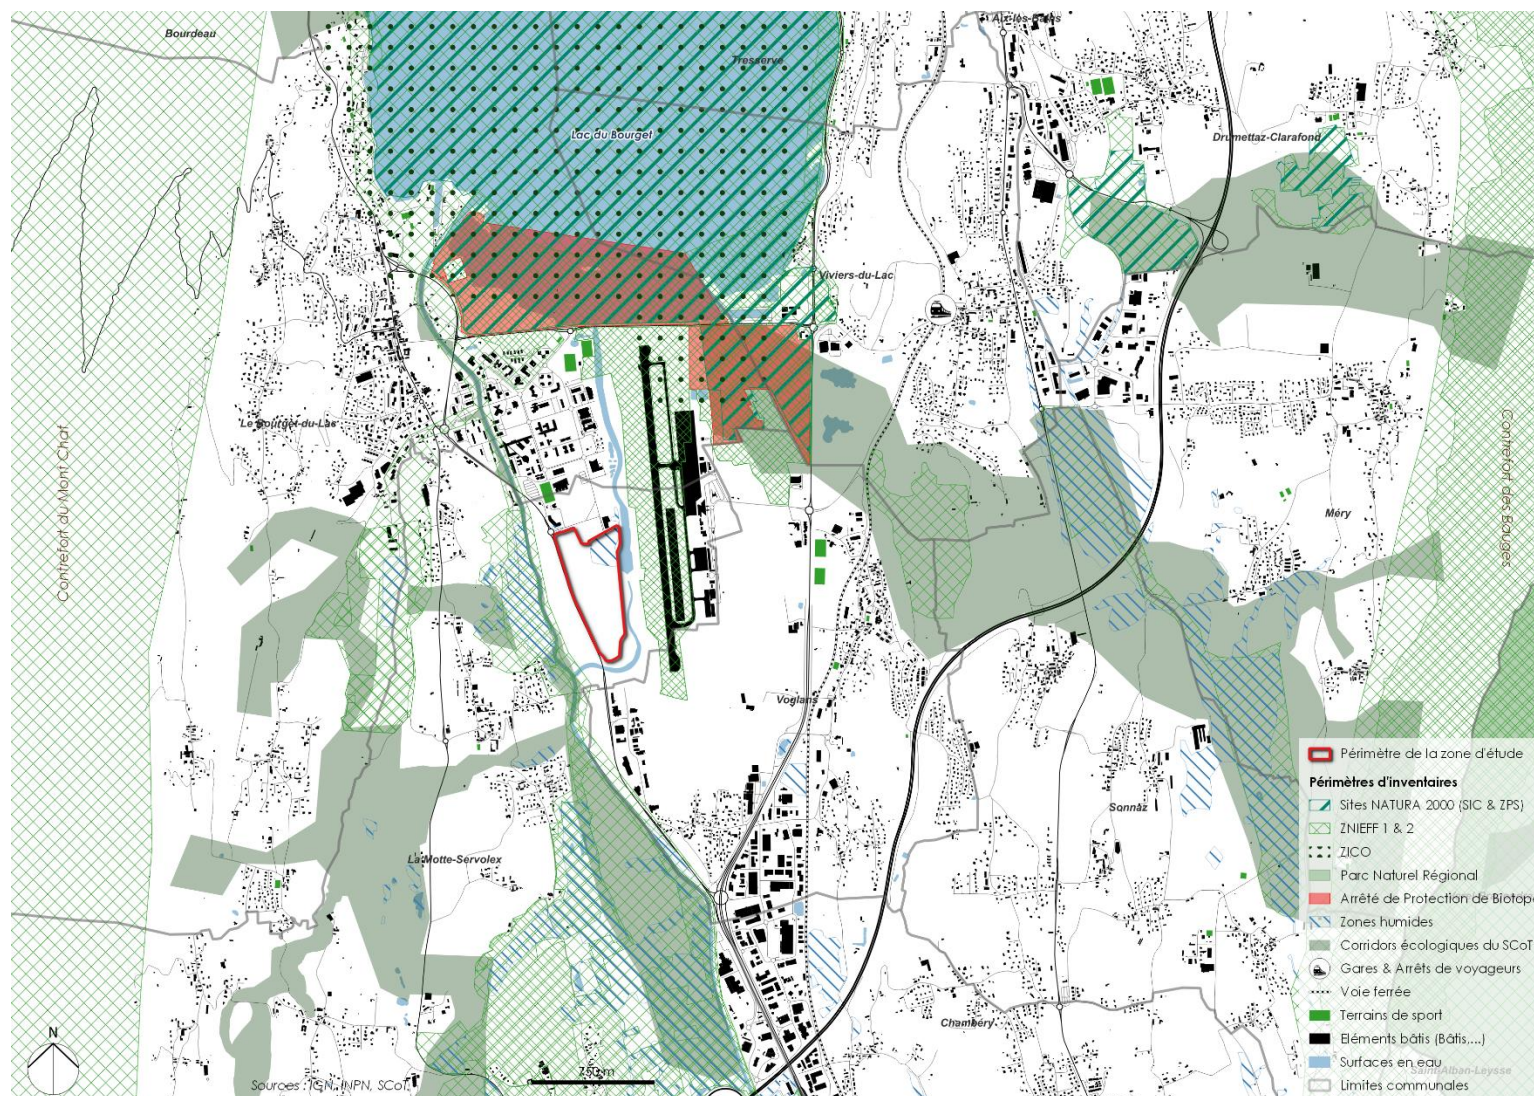 Bourdeau
Aix-les-Bains
Tresserve
Lac du Bourget
Drumettaz-Clarafond
Viviers-du-Lac
Le Bourget-du-Lac
Contrefort du Mont Chat
Contrefort des Bauges
Méry
Voglans
Sonnaz
La Motte-Servolex
Chambéry
Saint-Alban-Leysse
Périmètre de la zone d'étude
Périmètres d'inventaires
Sites NATURA 2000 (SIC & ZPS)
ZNIEFF 1 & 2
ZICO
Parc Naturel Régional
Arrêté de Protection de Biotope
Zones humides
Corridors écologiques du SCoT
Gares & Arrêts de voyageurs
Voie ferrée
Terrains de sport
Eléments bâtis (Bâtis,...)
Surfaces en eau
Limites communales
N
Sources : IGN, INPN, SCoT
750 m